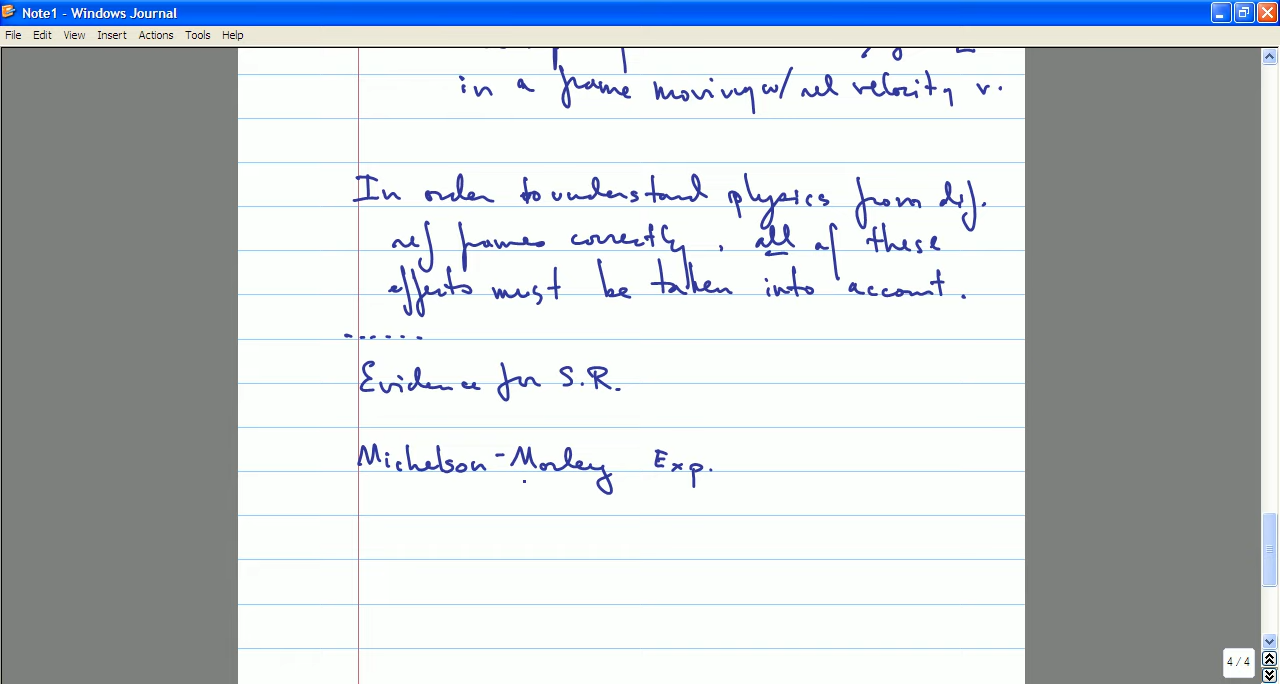 Note1 - Windows Journal
File Edit View Insert Actions Tools Help
in a frame moving w/ rel velocity v.
In order to understand physics from dif.
ref frames correctly, all of these
effects must be taken into account.
Evidence for S.R.
Michelson-Morley Exp.
4 / 4